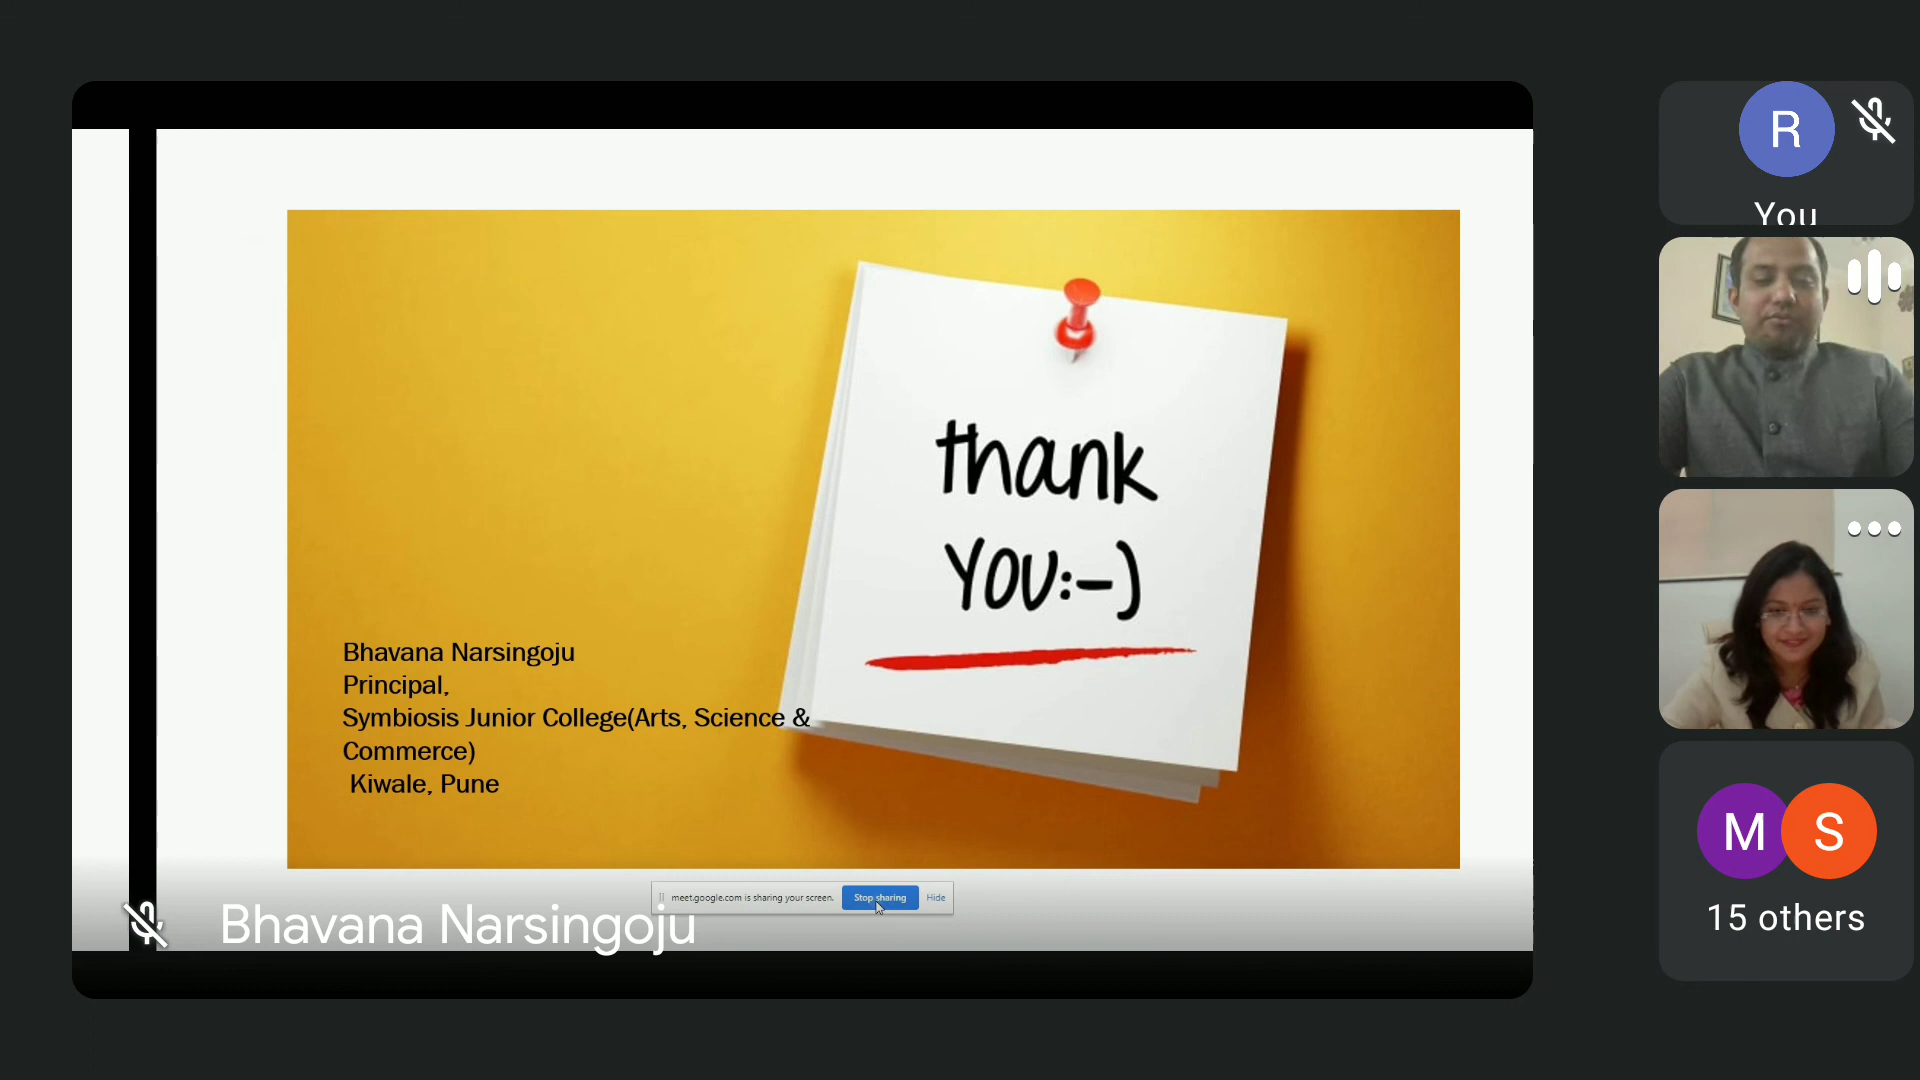 thank
YOU:-)
Bhavana Narsingoju
Principal,
Symbiosis Junior College(Arts, Science &
Commerce)
Kiwale, Pune
meet.google.com is sharing your screen.
Stop sharing
Hide
Bhavana Narsingoju
R
You
M
S
15 others